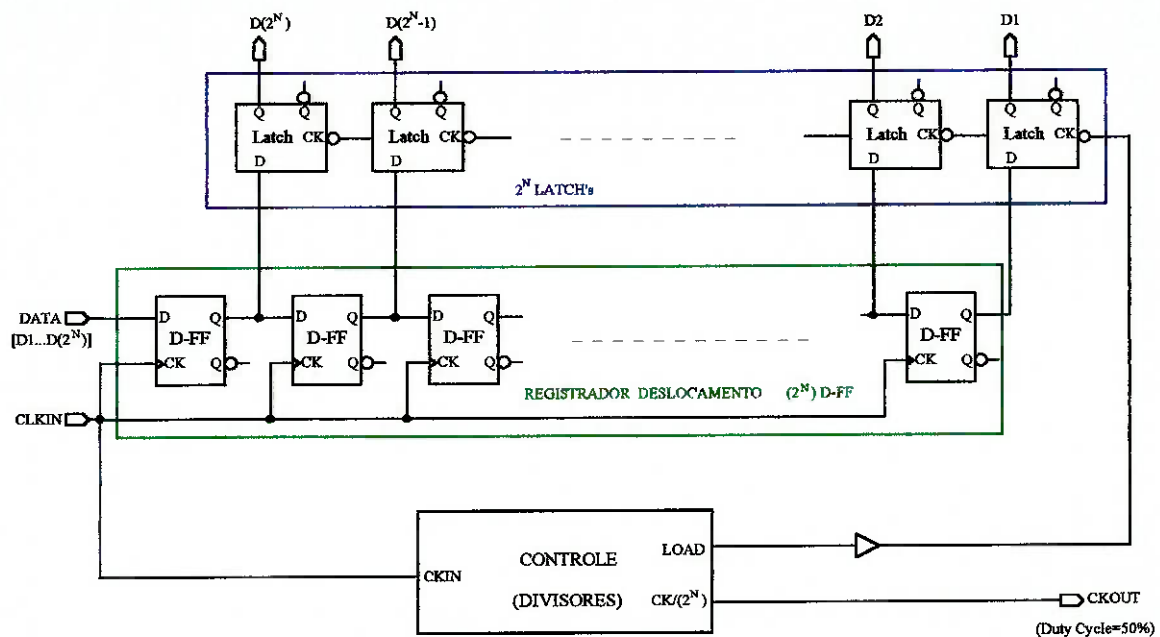 D(2^N) D(2^N-1) D2 D1
Q Q Q Q Q Q Q Q
Latch CK Latch CK Latch CK Latch CK
D D D D
2^N LATCH's
DATA D Q D Q D Q D Q
[D1...D(2^N)] D-FF D-FF D-FF D-FF
CK Q CK Q CK Q CK Q
REGISTRADOR DESLOCAMENTO (2^N) D-FF
CLKIN
LOAD
CONTROLE
CKIN
(DIVISORES) CK/(2^N) CKOUT
(Duty Cycle=50%)